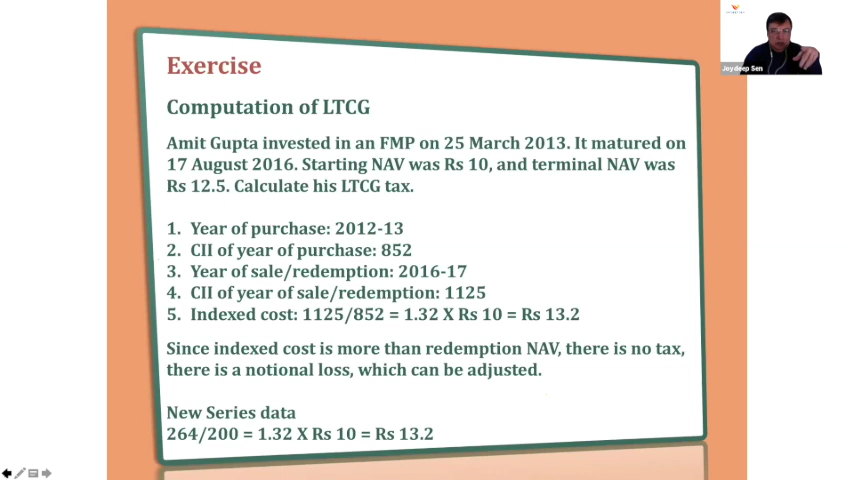 Exercise
Computation of LTCG
Amit Gupta invested in an FMP on 25 March 2013. It matured on
17 August 2016. Starting NAV was Rs 10, and terminal NAV was
Rs 12.5. Calculate his LTCG tax.
1. Year of purchase: 2012-13
2. CII of year of purchase: 852
3. Year of sale/redemption: 2016-17
4. CII of year of sale/redemption: 1125
5. Indexed cost: 1125/852 = 1.32 X Rs 10 = Rs 13.2
Since indexed cost is more than redemption NAV, there is no tax,
there is a notional loss, which can be adjusted.
New Series data
264/200 = 1.32 X Rs 10 = Rs 13.2
Joydeep Sen